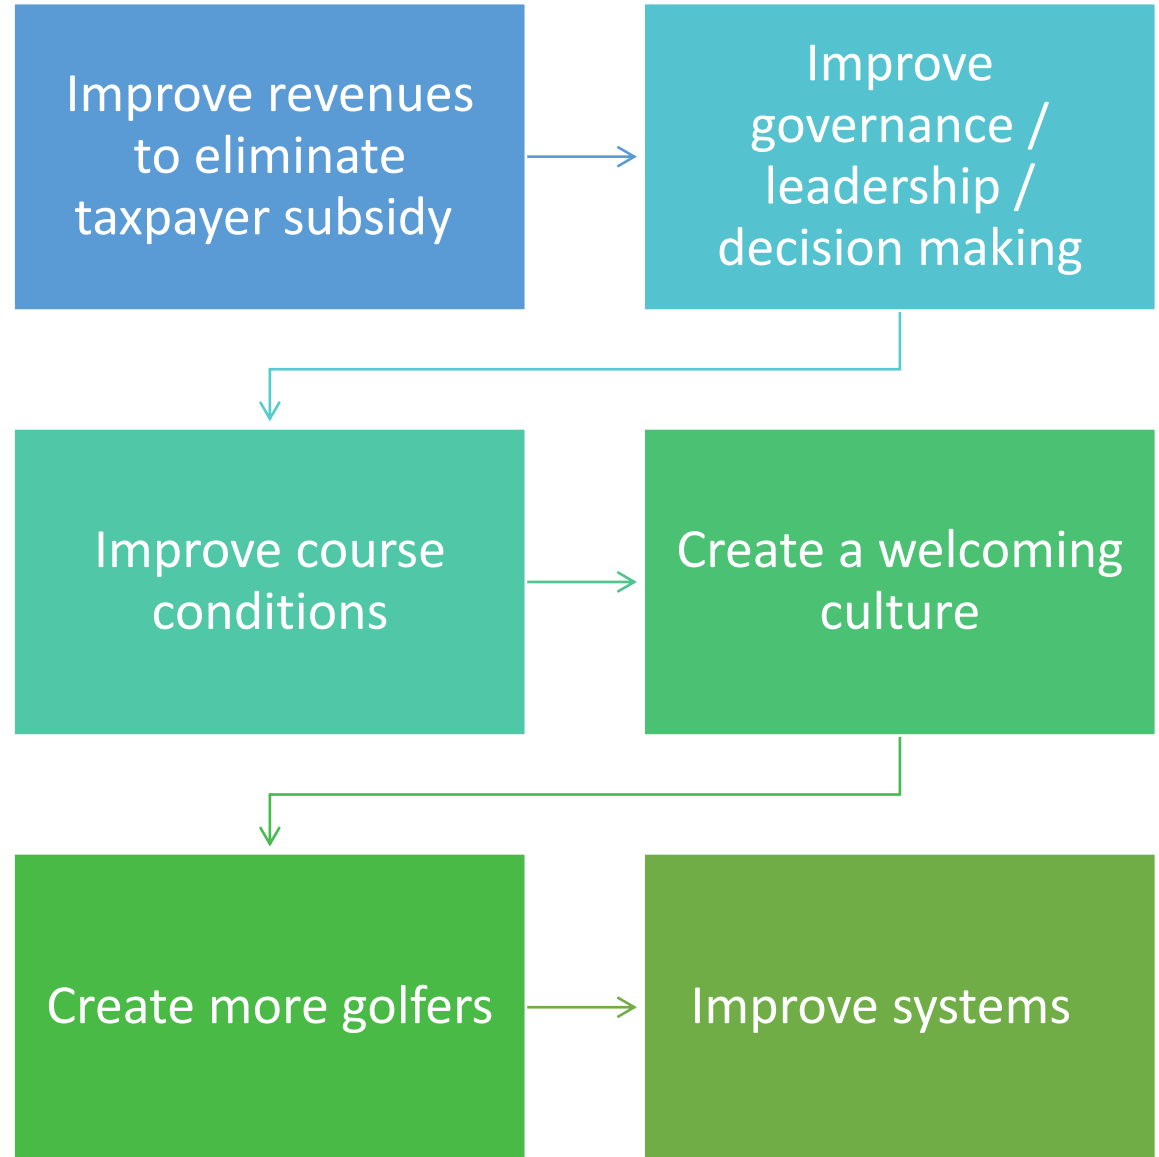 Improve revenues
to eliminate
taxpayer subsidy
Improve
governance /
leadership /
decision making
Improve course
conditions
Create a welcoming
culture
Create more golfers
Improve systems